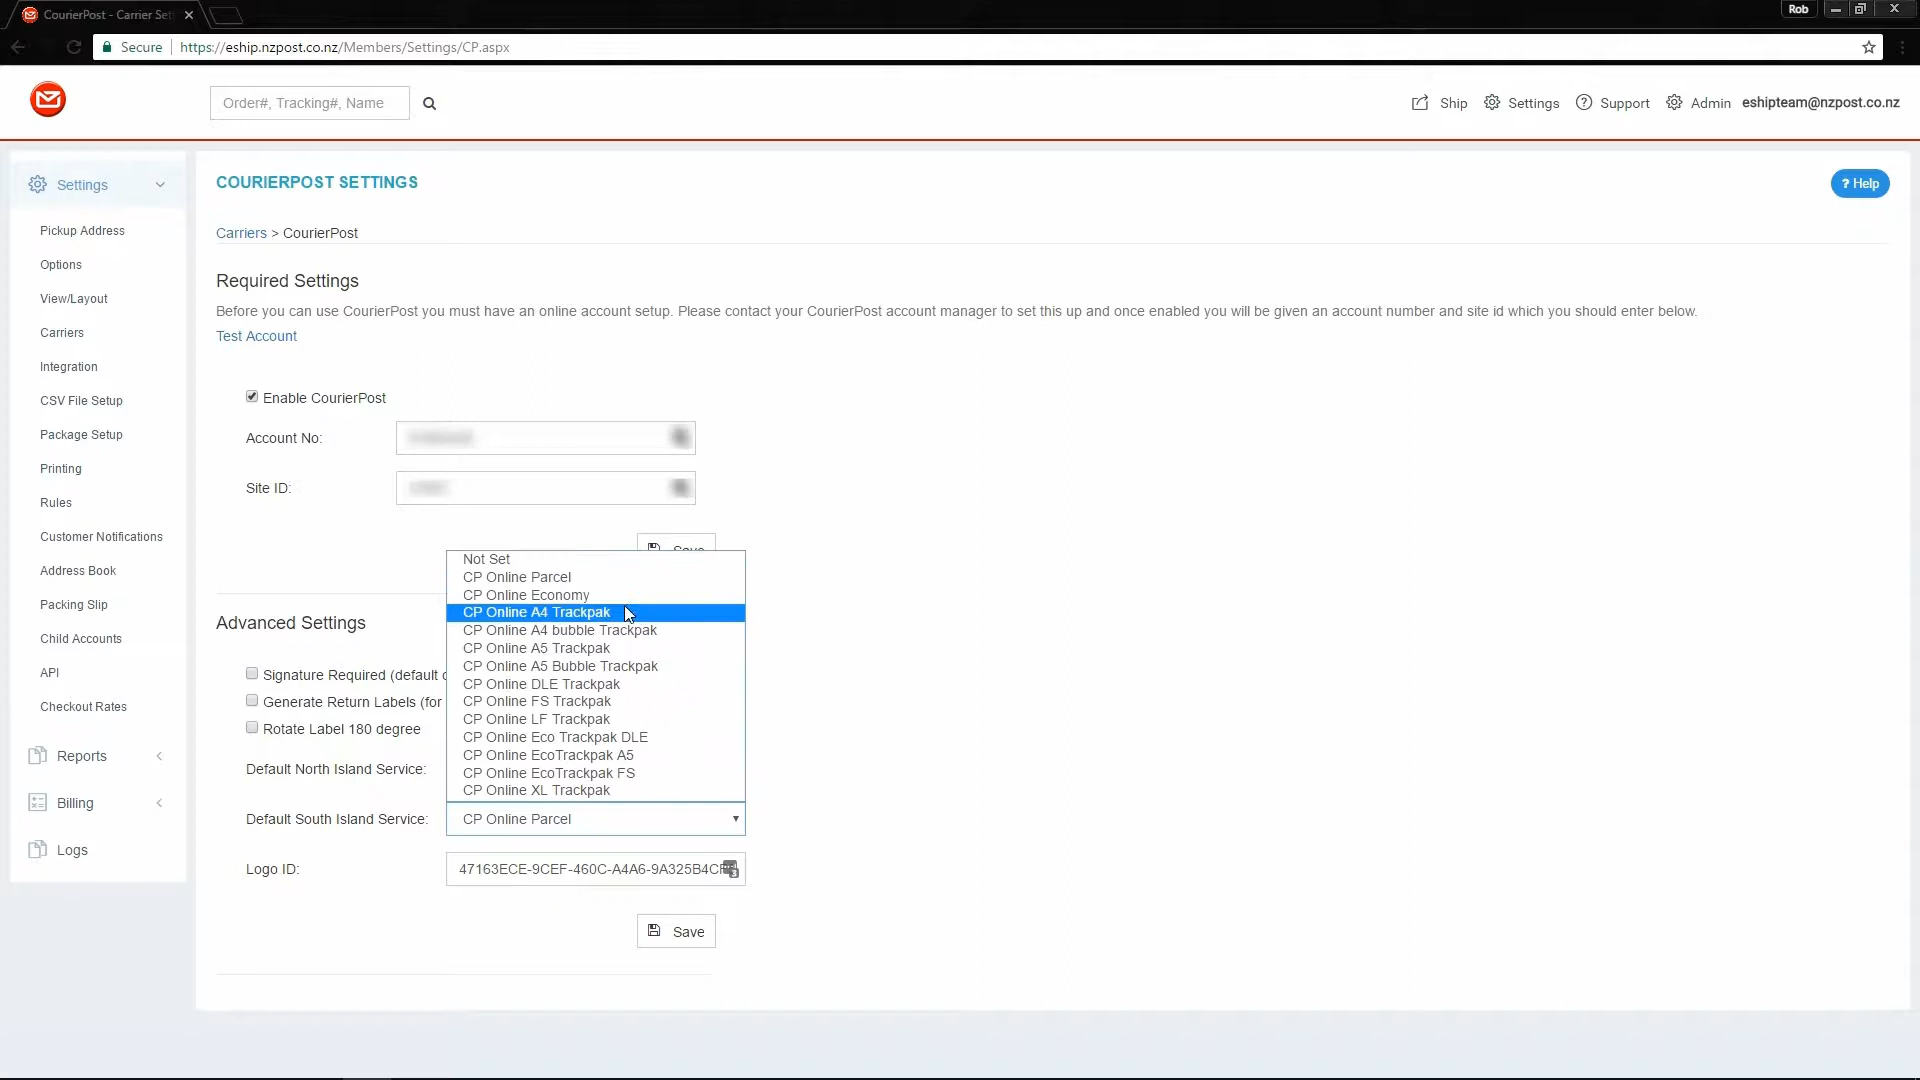 CourierPost - Carrier Set
Rob
Secure
https://eship.nzpost.co.nz/Members/Settings/CP.aspx
Order#, Tracking#, Name
Ship
Settings
Support
Admin
eshipteam@nzpost.co.nz
Settings
Pickup Address
Options
View/Layout
Carriers
Integration
CSV File Setup
Package Setup
Printing
Rules
Customer Notifications
Address Book
Packing Slip
Child Accounts
API
Checkout Rates
Reports
Billing
Logs
COURIERPOST SETTINGS
? Help
Carriers > CourierPost
Required Settings
Before you can use CourierPost you must have an online account setup. Please contact your CourierPost account manager to set this up and once enabled you will be given an account number and site id which you should enter below.
Test Account
Enable CourierPost
Account No:
Site ID:
Save
Not Set
CP Online Parcel
CP Online Economy
CP Online A4 Trackpak
CP Online A4 bubble Trackpak
CP Online A5 Trackpak
CP Online A5 Bubble Trackpak
CP Online DLE Trackpak
CP Online FS Trackpak
CP Online LF Trackpak
CP Online Eco Trackpak DLE
CP Online EcoTrackpak A5
CP Online EcoTrackpak FS
CP Online XL Trackpak
Advanced Settings
Signature Required (default
Generate Return Labels (for
Rotate Label 180 degree
Default North Island Service:
Default South Island Service:
CP Online Parcel
Logo ID:
47163ECE-9CEF-460C-A4A6-9A325B4CF
3
Save